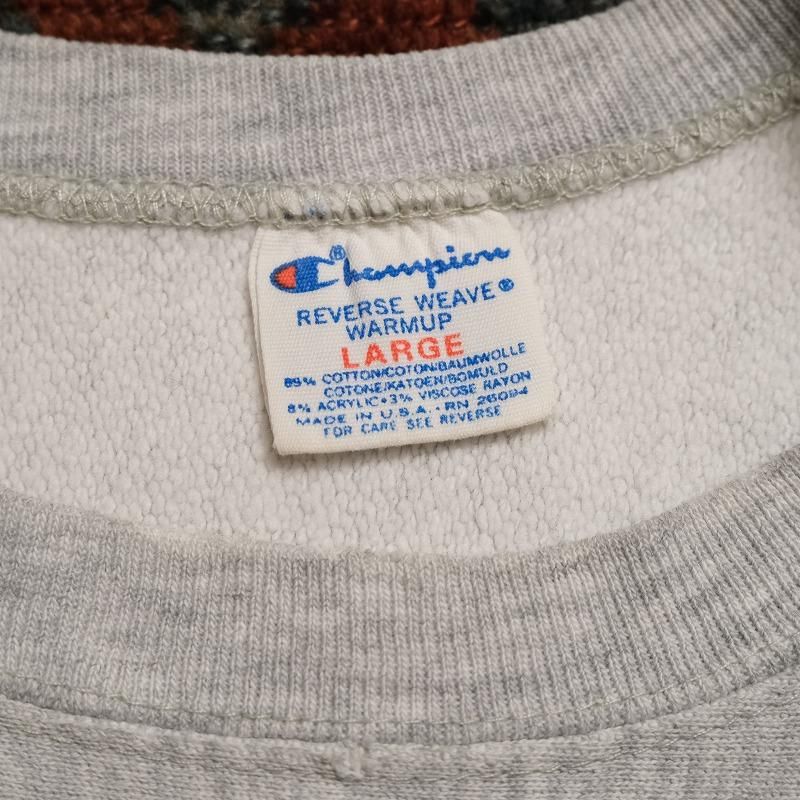 Champion®
REVERSE WEAVE®
WARMUP
LARGE
89% COTTON/COTON/BAUMWOLLE
COTONE/KATOEN/BOMULD
8% ACRYLIC•3% VISCOSE RAYON
MADE IN U.S.A.•RN 26094
FOR CARE SEE REVERSE